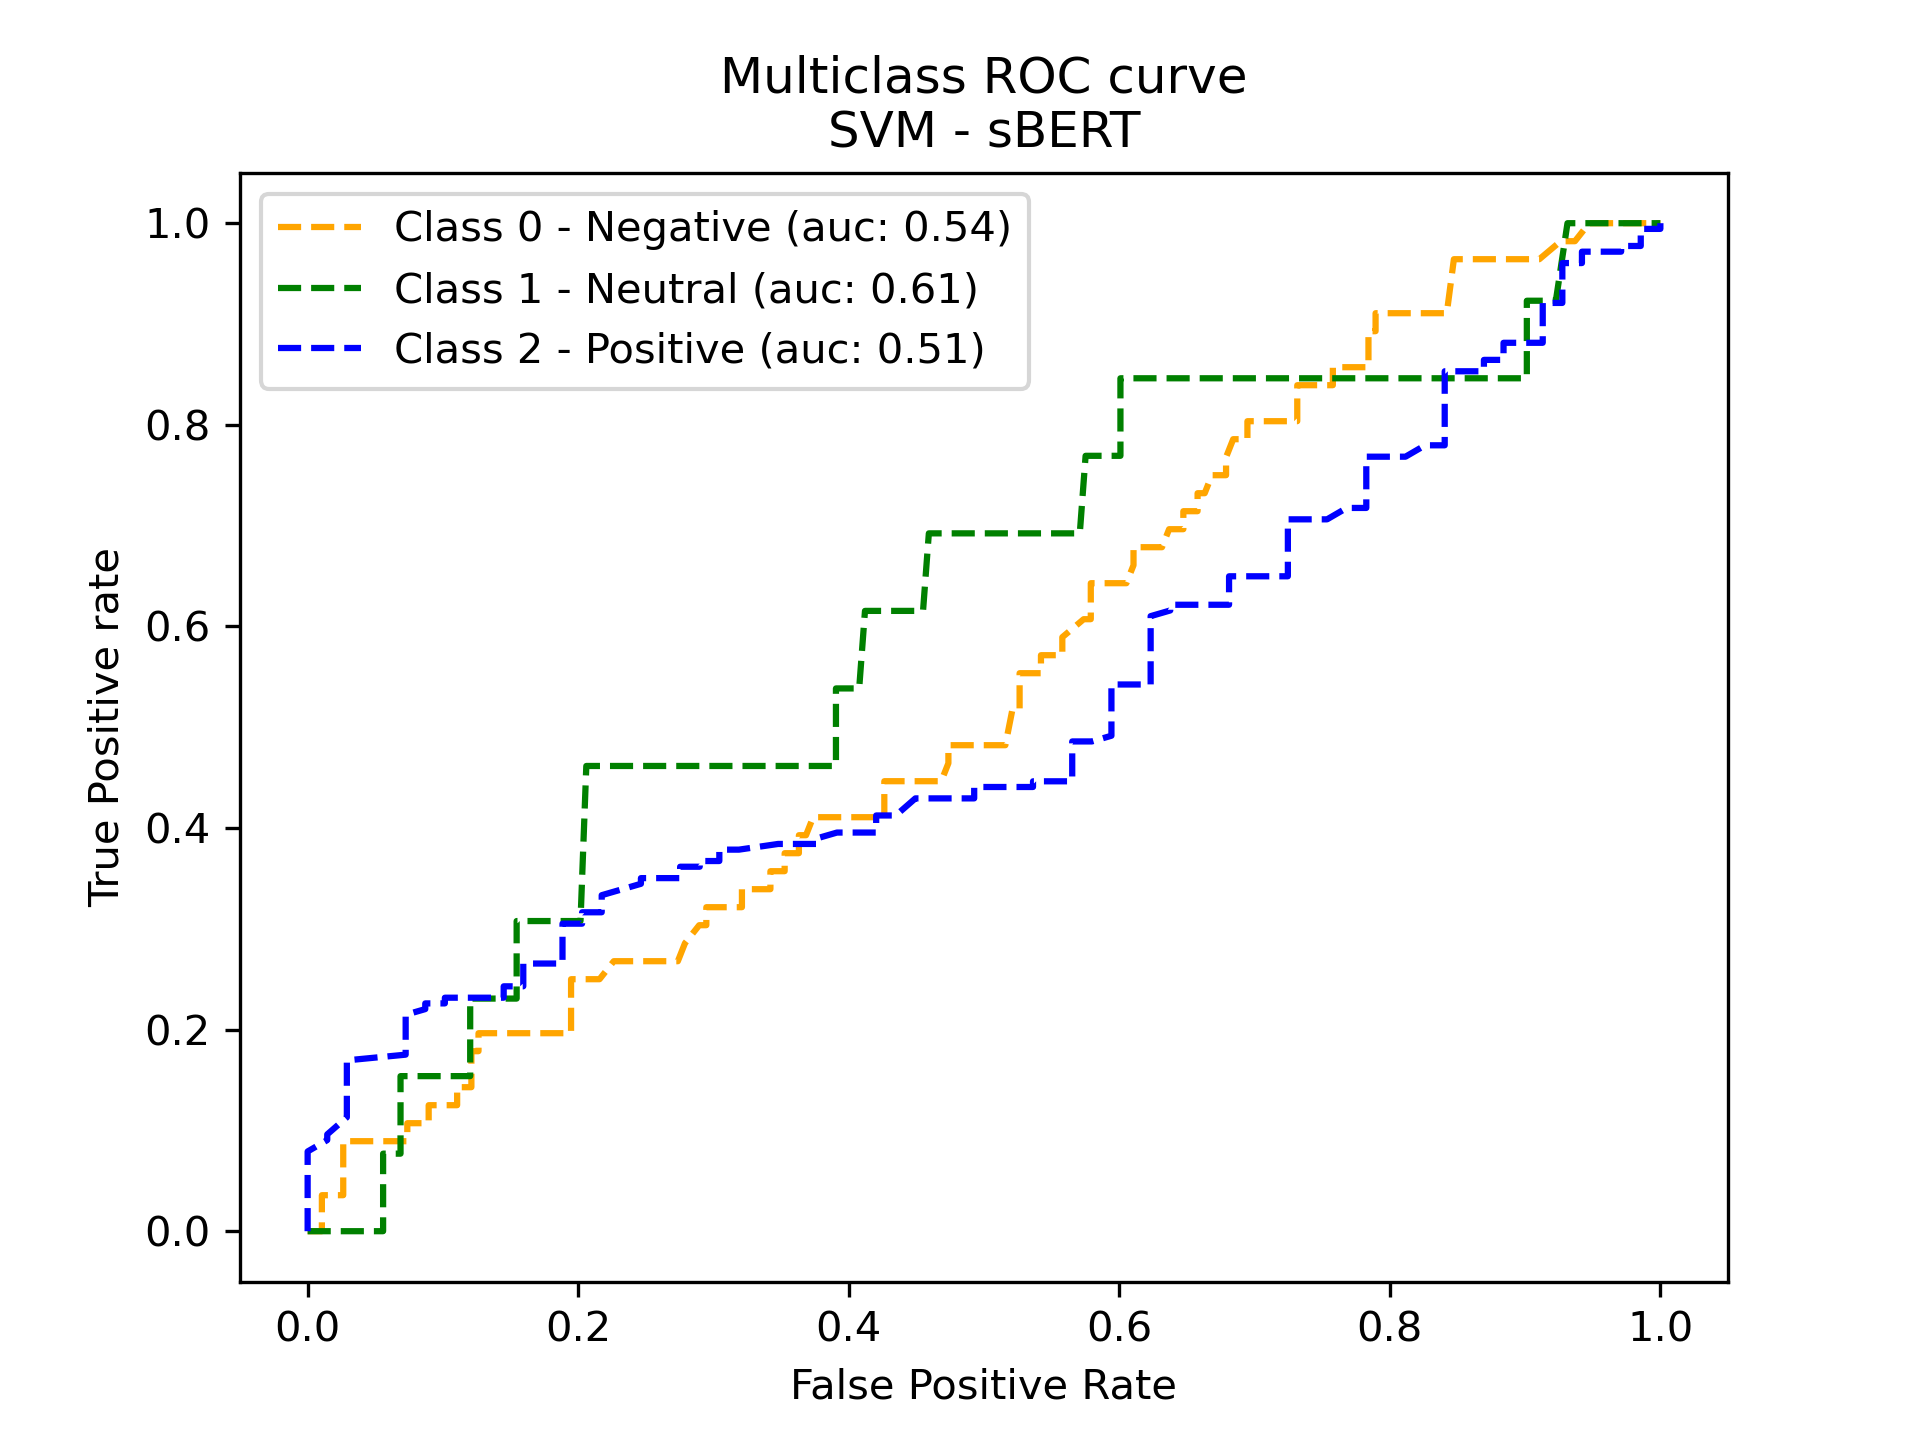 Multiclass ROC curve
SVM - sBERT
Class 0 - Negative (auc: 0.54)
Class 1 - Neutral (auc: 0.61)
Class 2 - Positive (auc: 0.51)
True Positive rate
1.0
0.8
0.6
0.4
0.2
0.0
0.0 0.2 0.4 0.6 0.8 1.0
False Positive Rate